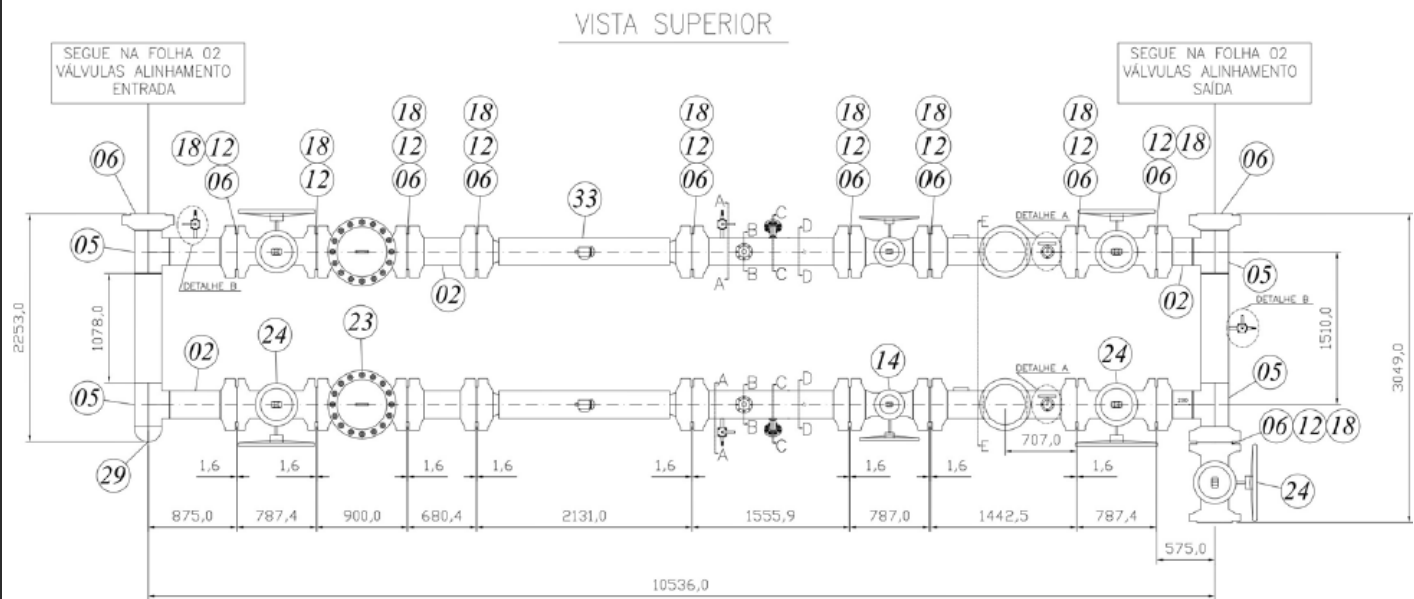 VISTA SUPERIOR
SEGUE NA FOLHA 02
VÁLVULAS ALINHAMENTO
ENTRADA
SEGUE NA FOLHA 02
VÁLVULAS ALINHAMENTO
SAÍDA
18 18 18 18 18 18
06 18 12 18 12 12 12 12 12 12 12 18 06
06 12 06 06 06 06 06 06 06
33
05 A B C D E DETALHE A 05
A B C D
DETALHE B 02 02 DETALHE B
2253,0 1078,0 1510,0 3049,0
02 24 23 14 24
05 A B C D DETALHE A 05
A B C D E
200
29 707,0 06 12 18
1,6 1,6 1,6 1,6 1,6 1,6 1,6 1,6
24
875,0 787,4 900,0 680,4 2131,0 1555,9 787,0 1442,5 787,4
575,0
10536,0